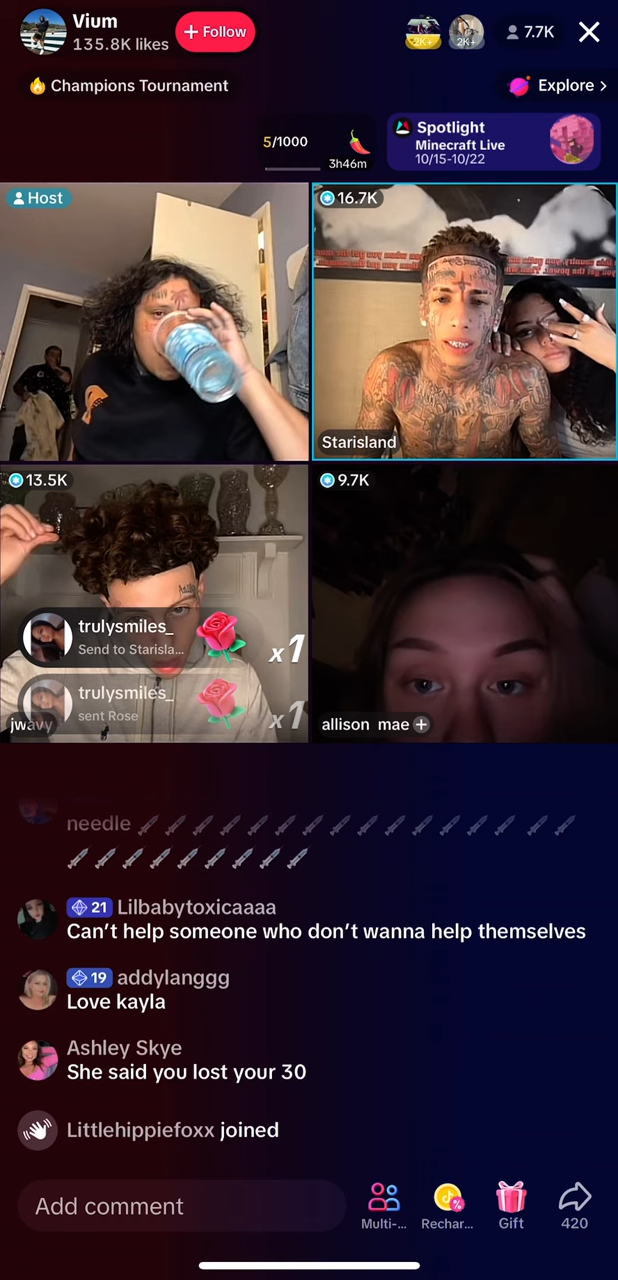 Vium
135.8K likes
+ Follow
2K+
2K+
7.7K
Champions Tournament
Explore >
5/1000
3h46m
Spotlight
Minecraft Live
10/15-10/22
Host
16.7K
Starisland
13.5K
9.7K
trulysmiles_
Send to Starisla...
x1
trulysmiles_
sent Rose
x1
jwavy
allison mae
needle 💉💉💉💉💉💉💉💉💉💉💉💉💉💉💉💉
💉💉💉💉💉💉💉💉💉
21 Lilbabytoxicaaaa
Can't help someone who don't wanna help themselves
19 addylanggg
Love kayla
Ashley Skye
She said you lost your 30
Littlehippiefoxx joined
Add comment
Multi-...
Rechar...
Gift
420